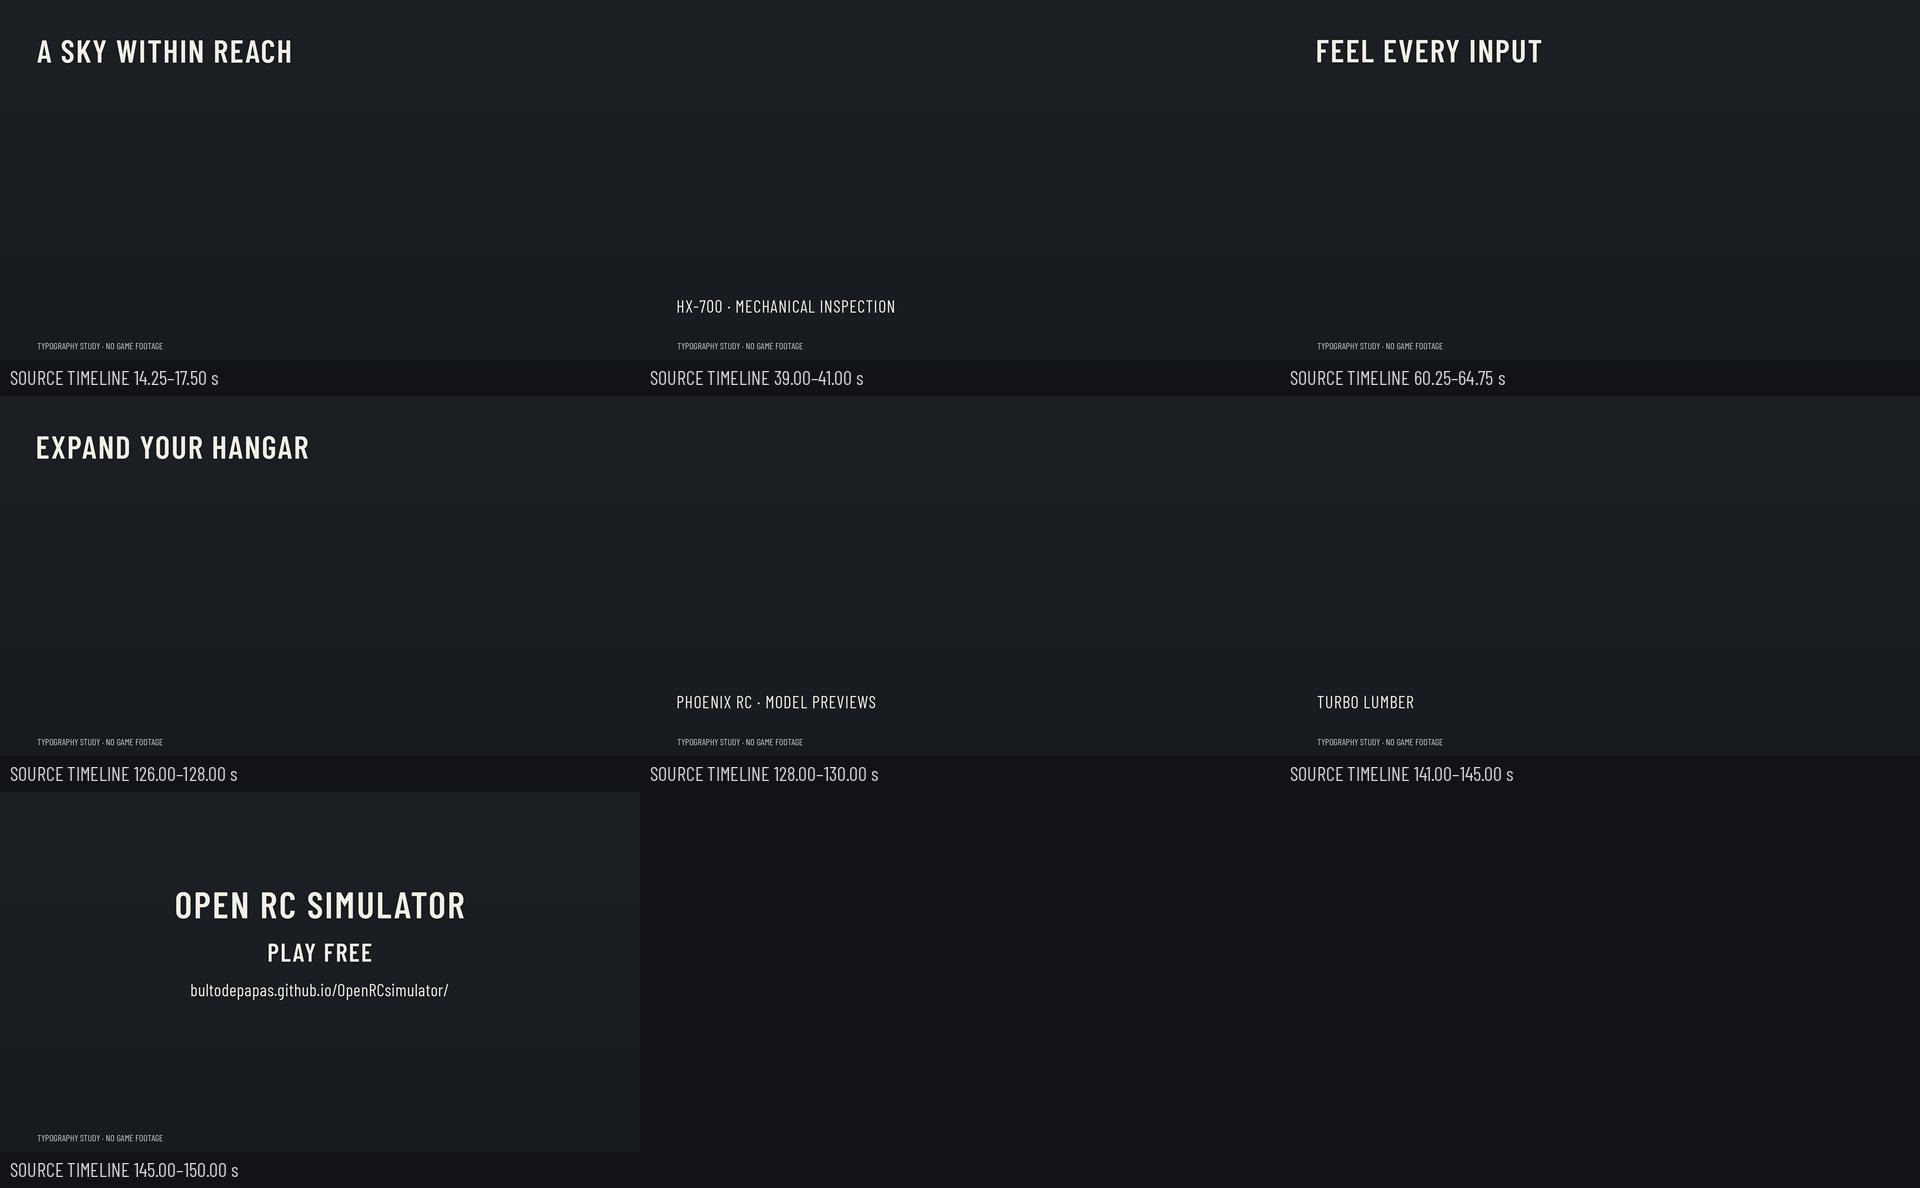 A SKY WITHIN REACH
TYPOGRAPHY STUDY · NO GAME FOOTAGE
SOURCE TIMELINE 14.25–17.50 s
HX-700 · MECHANICAL INSPECTION
TYPOGRAPHY STUDY · NO GAME FOOTAGE
SOURCE TIMELINE 39.00–41.00 s
FEEL EVERY INPUT
TYPOGRAPHY STUDY · NO GAME FOOTAGE
SOURCE TIMELINE 60.25–64.75 s
EXPAND YOUR HANGAR
TYPOGRAPHY STUDY · NO GAME FOOTAGE
SOURCE TIMELINE 126.00–128.00 s
PHOENIX RC · MODEL PREVIEWS
TYPOGRAPHY STUDY · NO GAME FOOTAGE
SOURCE TIMELINE 128.00–130.00 s
TURBO LUMBER
TYPOGRAPHY STUDY · NO GAME FOOTAGE
SOURCE TIMELINE 141.00–145.00 s
OPEN RC SIMULATOR
PLAY FREE
bultodepapas.github.io/OpenRCsimulator/
TYPOGRAPHY STUDY · NO GAME FOOTAGE
SOURCE TIMELINE 145.00–150.00 s